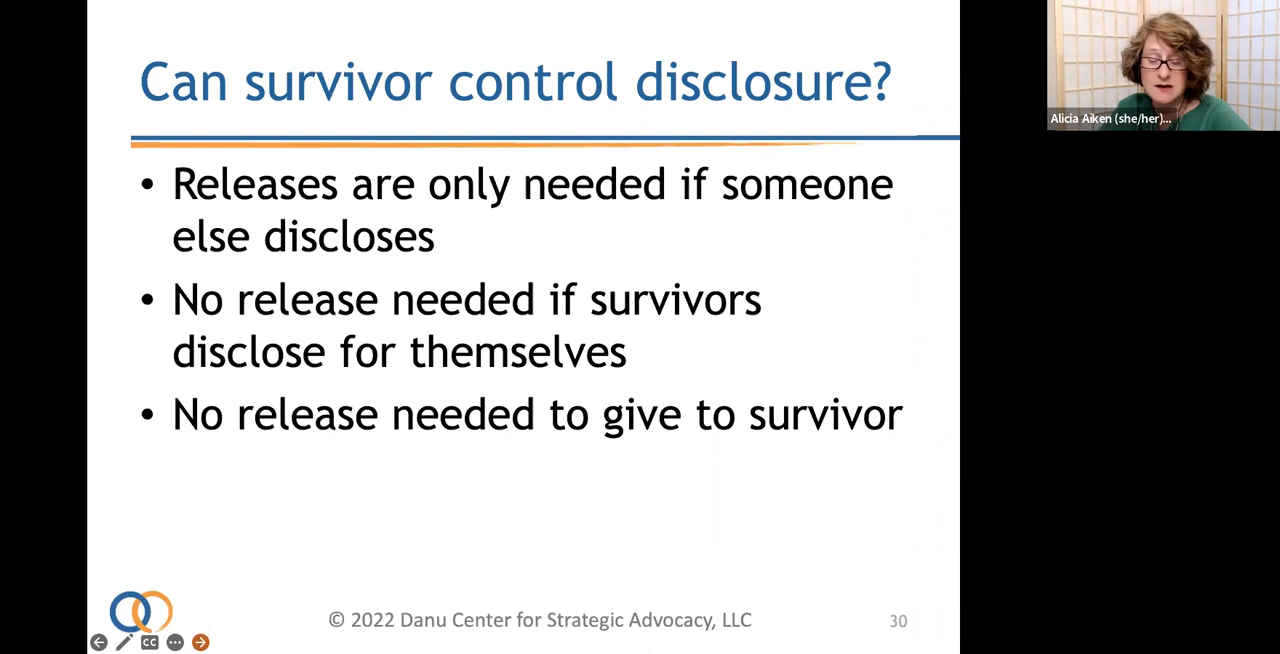 Can survivor control disclosure?
• Releases are only needed if someone
else discloses
• No release needed if survivors
disclose for themselves
• No release needed to give to survivor
© 2022 Danu Center for Strategic Advocacy, LLC
30
CC
Alicia Aiken (she/her)...